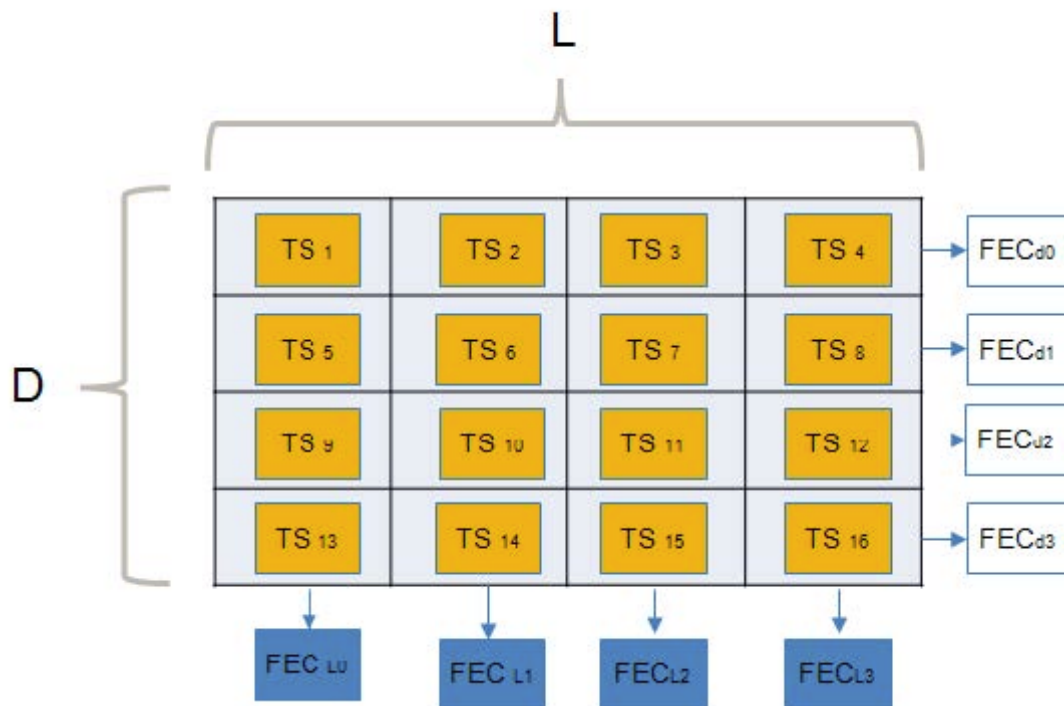 L
D
TS 1 TS 2 TS 3 TS 4 FECd0
TS 5 TS 6 TS 7 TS 8 FECd1
TS 9 TS 10 TS 11 TS 12 FECd2
TS 13 TS 14 TS 15 TS 16 FECd3
FEC L0 FEC L1 FECL2 FECL3